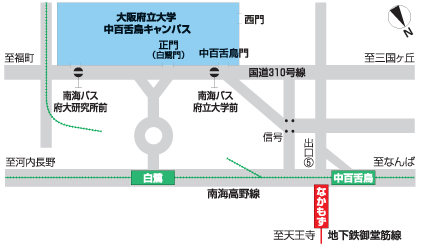 大阪府立大学
中百舌鳥キャンパス
西門
正門
(白鷺門)
中百舌鳥門
N
至福町
至三国ヶ丘
国道310号線
南海バス
府大研究所前
南海バス
府立大学前
信号
出口⑤
至河内長野
至なんば
白鷺
中百舌鳥
南海高野線
なかもず
至天王寺
地下鉄御堂筋線